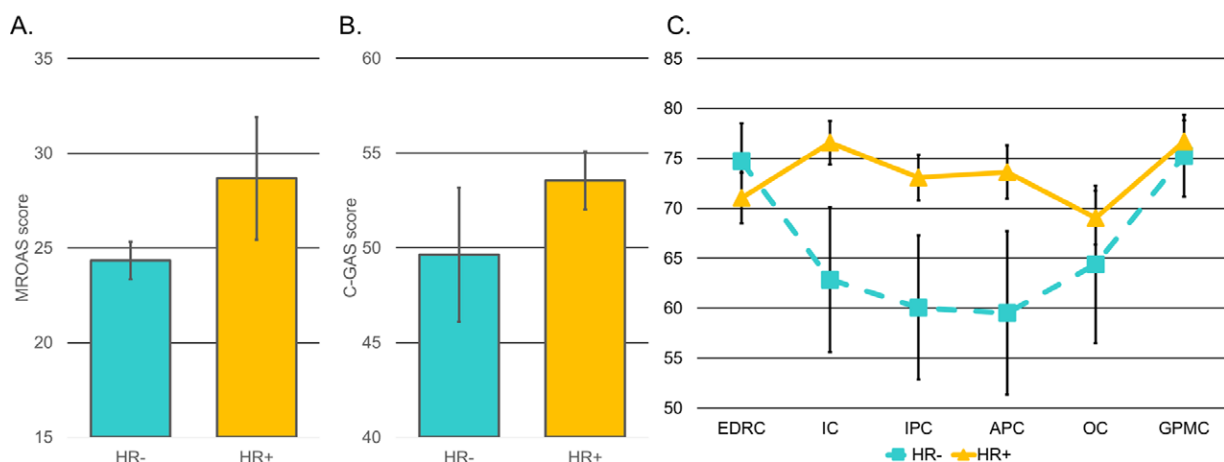 A.
35
30
25
20
15
MROAS score
HR-
HR+
B.
60
55
50
45
40
C-GAS score
HR-
HR+
C.
85
80
75
70
65
60
55
50
EDRC
IC
IPC
APC
OC
GPMC
HR-
HR+